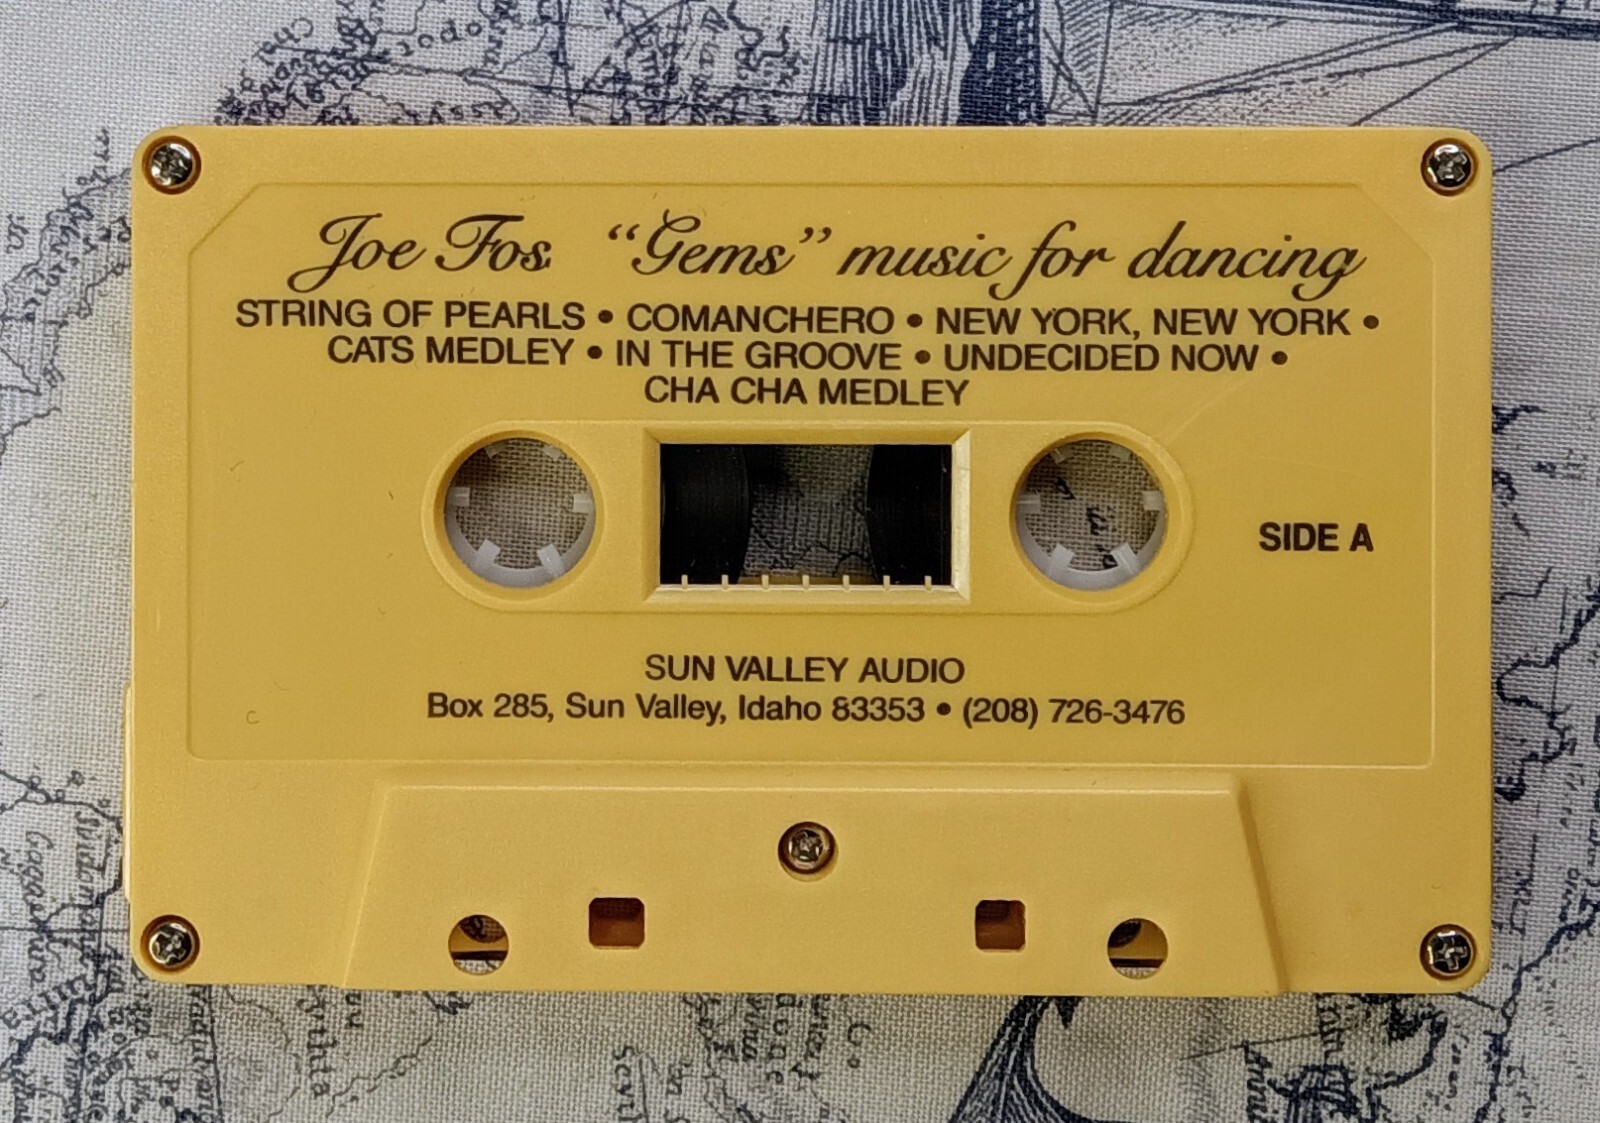 Joe Fos "Gems" music for dancing
STRING OF PEARLS • COMANCHERO • NEW YORK, NEW YORK •
CATS MEDLEY • IN THE GROOVE • UNDECIDED NOW •
CHA CHA MEDLEY
SIDE A
SUN VALLEY AUDIO
Box 285, Sun Valley, Idaho 83353 • (208) 726-3476
C